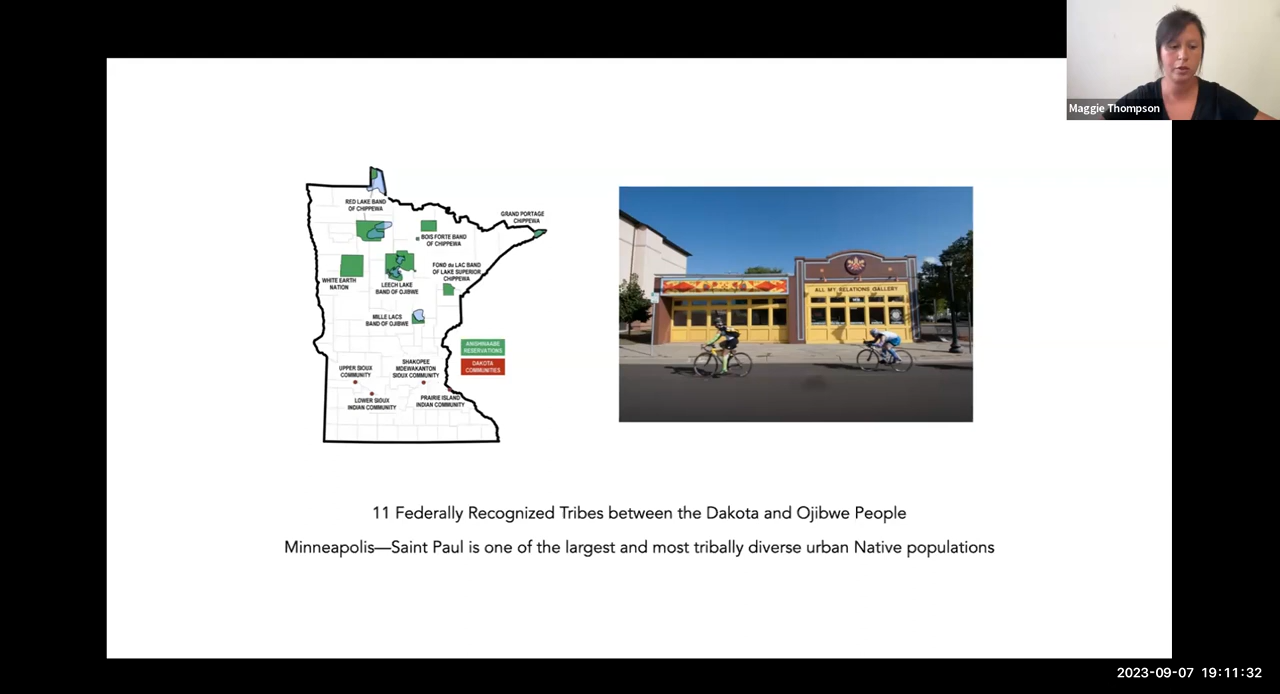 Maggie Thompson
RED LAKE BAND
OF CHIPPEWA
GRAND PORTAGE
CHIPPEWA
BOIS FORTE BAND
OF CHIPPEWA
WHITE EARTH
NATION
LEECH LAKE
BAND OF OJIBWE
FOND du LAC BAND
OF LAKE SUPERIOR
CHIPPEWA
MILLE LACS
BAND OF OJIBWE
ANISHINAABE
RESERVATIONS
DAKOTA
COMMUNITIES
UPPER SIOUX
COMMUNITY
SHAKOPEE
MDEWAKANTON
SIOUX COMMUNITY
LOWER SIOUX
INDIAN COMMUNITY
PRAIRIE ISLAND
INDIAN COMMUNITY
ALL MY RELATIONS GALLERY
11 Federally Recognized Tribes between the Dakota and Ojibwe People
Minneapolis—Saint Paul is one of the largest and most tribally diverse urban Native populations
2023-09-07 19:11:32